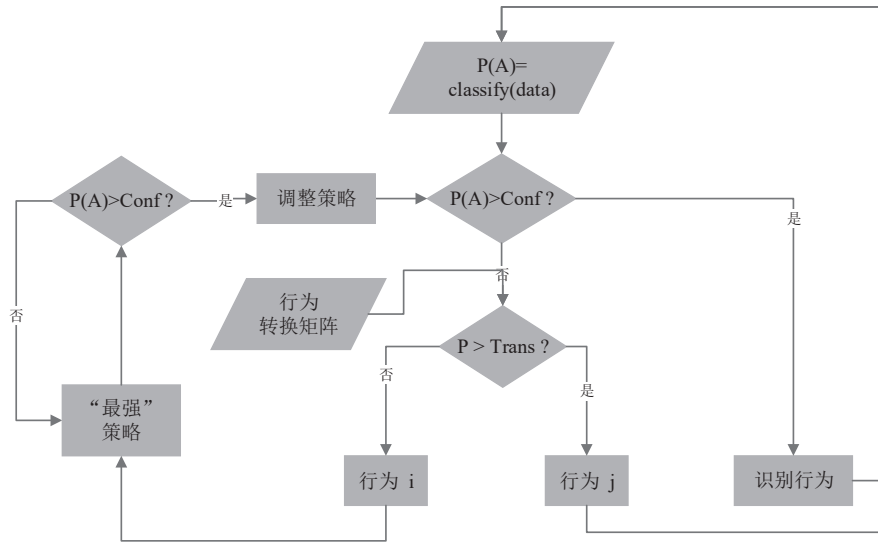 P(A)=
classify(data)
P(A)>Conf ?
是
调整策略
P(A)>Conf ?
是
否
行为
转换矩阵
否
P > Trans ?
否
是
“最强”
策略
行为 i
行为 j
识别行为